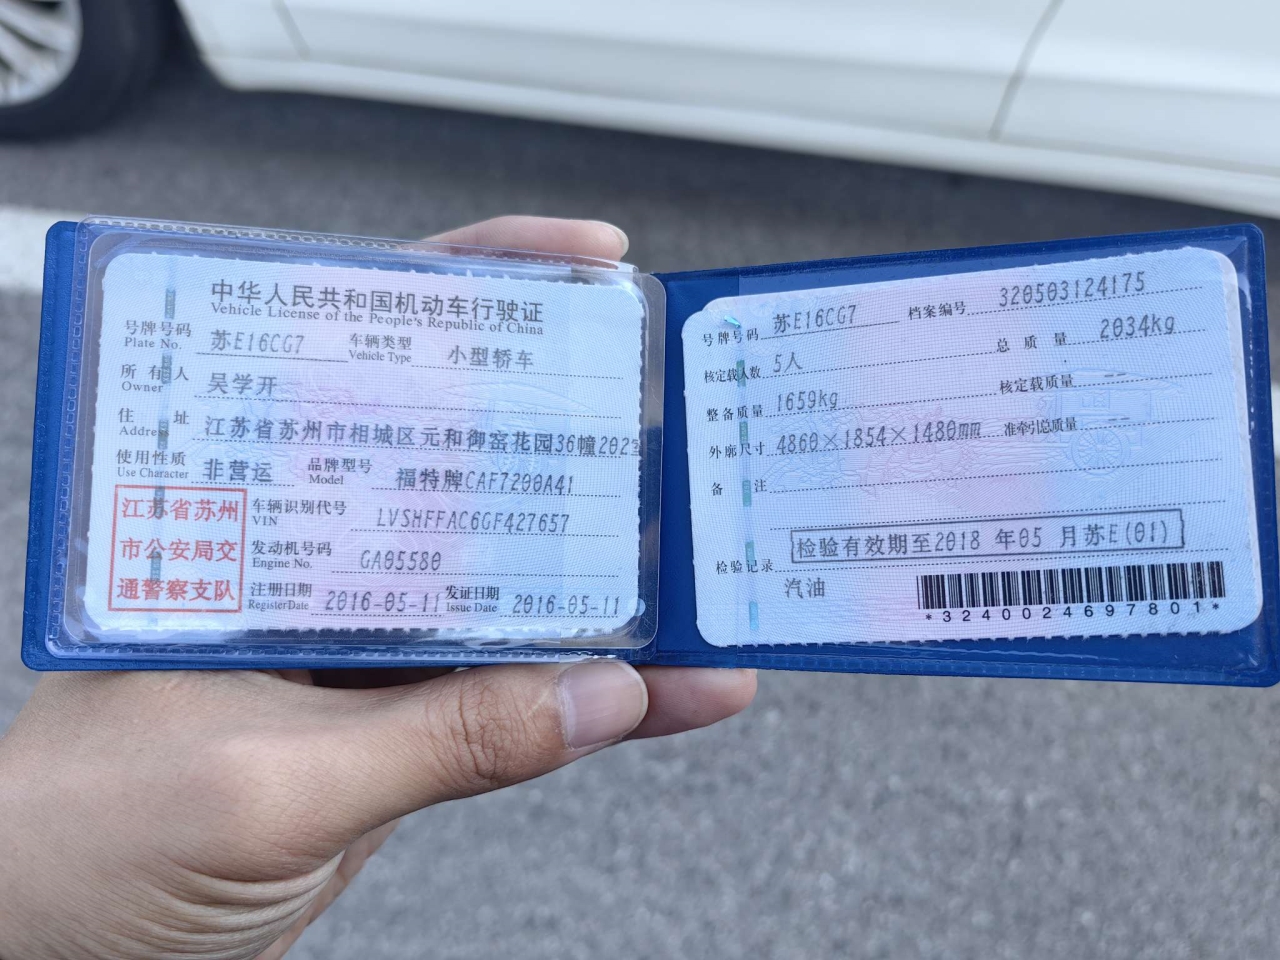 中华人民共和国机动车行驶证
Vehicle License of the People's Republic of China
号牌号码 苏E16CG7 车辆类型 小型轿车
Plate No. Vehicle Type
所有人 吴学开
Owner
住址 江苏省苏州市相城区元和御窑花园36幢202室
Address
使用性质 非营运 品牌型号 福特牌CAF7200A41
Use Character Model
江苏省苏州
市公安局交
通警察支队
车辆识别代号 LVSHFFAC6GF427657
VIN
发动机号码 GA05580
Engine No.
注册日期 2016-05-11 发证日期 2016-05-11
Register Date Issue Date
号牌号码 苏E16CG7 档案编号 320503124175
核定载人数 5人 总质量 2034kg
整备质量 1659kg 核定载质量 --
外廓尺寸 4860×1854×1480mm 准牵引总质量 --
备注
检验有效期至2018 年05 月苏E(01)
检验记录
汽油
*3240024697801*